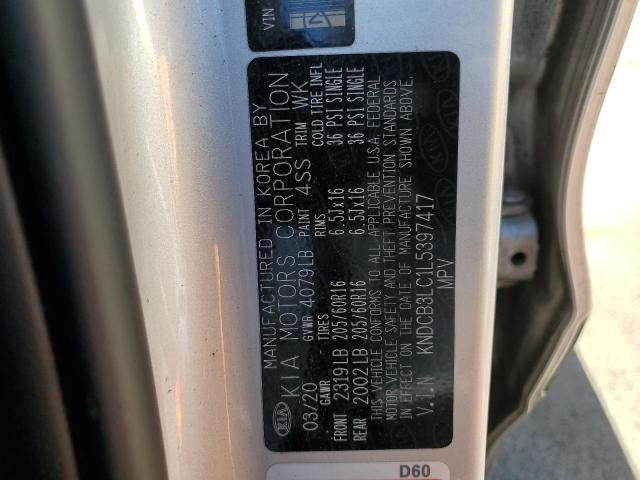 VIN
MANUFACTURED IN KOREA BY
KIA KIA MOTORS CORPORATION
03/20 GVWR 4079LB PAINT 4SS TRIM WK
GAWR TIRES RIMS COLD TIRE INFL
FRONT 2319LB 205/60R16 6.5Jx16 36 PSI SINGLE
REAR 2002LB 205/60R16 6.5Jx16 36 PSI SINGLE
THIS VEHICLE CONFORMS TO ALL APPLICABLE U.S.A. FEDERAL
MOTOR VEHICLE SAFETY AND THEFT PREVENTION STANDARDS
IN EFFECT ON THE DATE OF MANUFACTURE SHOWN ABOVE.
V.I.N KNDCB3LC1L5397417
MPV
D60